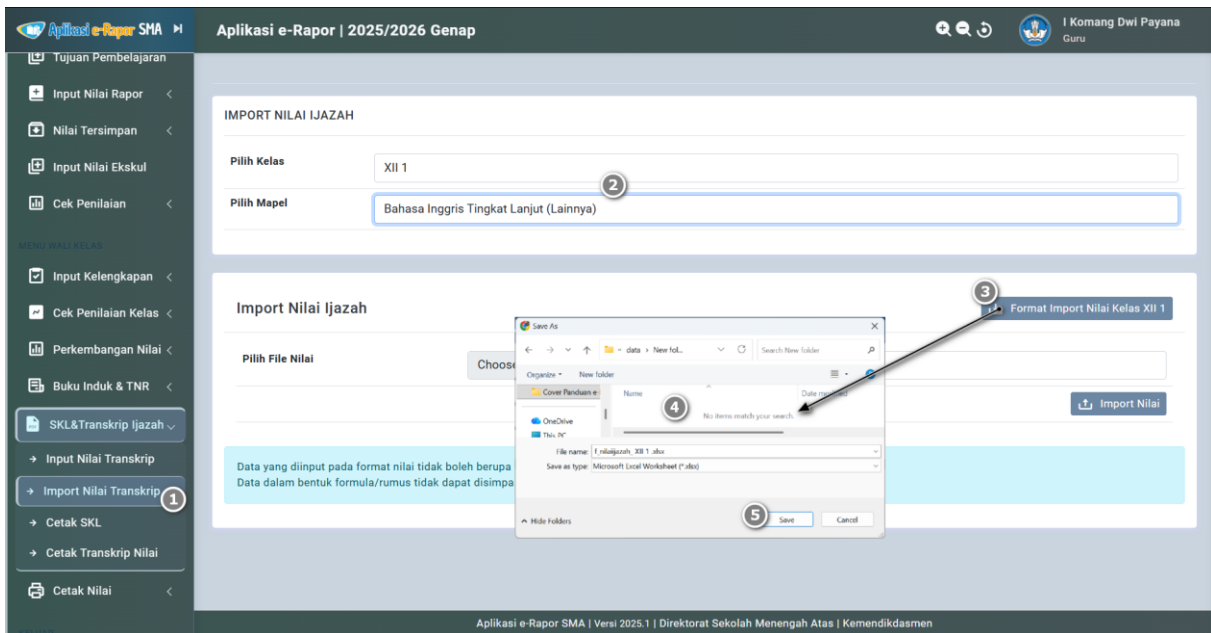 Aplikasi e-Rapor SMA
Aplikasi e-Rapor | 2025/2026 Genap
I Komang Dwi Payana
Guru
Tujuan Pembelajaran
Input Nilai Rapor
Nilai Tersimpan
Input Nilai Ekskul
Cek Penilaian
MENU WALI KELAS
Input Kelengkapan
Cek Penilaian Kelas
Perkembangan Nilai
Buku Induk & TNR
SKL&Transkrip Ijazah
Input Nilai Transkrip
Import Nilai Transkrip
1
Cetak SKL
Cetak Transkrip Nilai
Cetak Nilai
IMPORT NILAI IJAZAH
Pilih Kelas
XII 1
2
Pilih Mapel
Bahasa Inggris Tingkat Lanjut (Lainnya)
Import Nilai Ijazah
3
Format Import Nilai Kelas XII 1
Pilih File Nilai
Choose
Import Nilai
Data yang diinput pada format nilai tidak boleh berupa
Data dalam bentuk formula/rumus tidak dapat disimpa
Save As
data
New fol...
Search New folder
Organize
New folder
Cover Panduan e
Name
Date modified
4
No items match your search.
OneDrive
This PC
File name: f_nilaiijazah_ XII 1 .xlsx
Save as type: Microsoft Excel Worksheet (*.xlsx)
Hide Folders
5
Save
Cancel
Aplikasi e-Rapor SMA | Versi 2025.1 | Direktorat Sekolah Menengah Atas | Kemendikdasmen